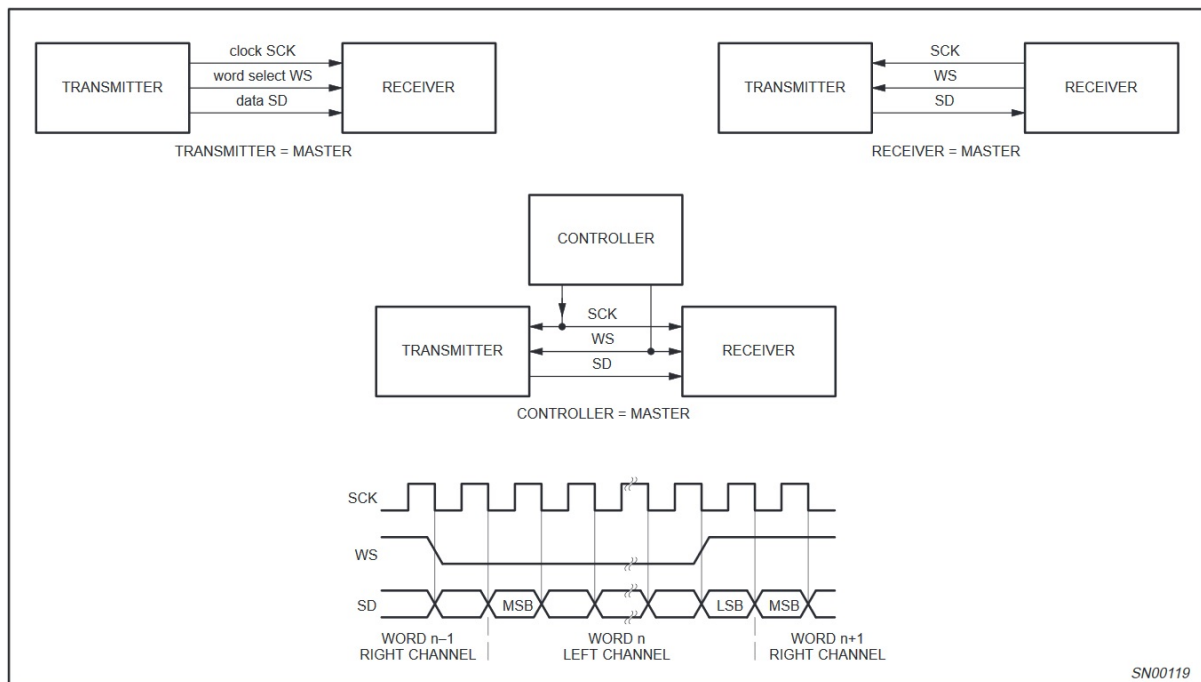 clock SCK
word select WS
data SD
TRANSMITTER
RECEIVER
TRANSMITTER = MASTER
SCK
WS
SD
TRANSMITTER
RECEIVER
RECEIVER = MASTER
CONTROLLER
SCK
WS
SD
TRANSMITTER
RECEIVER
CONTROLLER = MASTER
SCK
WS
SD
MSB
LSB
MSB
WORD n–1
RIGHT CHANNEL
WORD n
LEFT CHANNEL
WORD n+1
RIGHT CHANNEL
SN00119